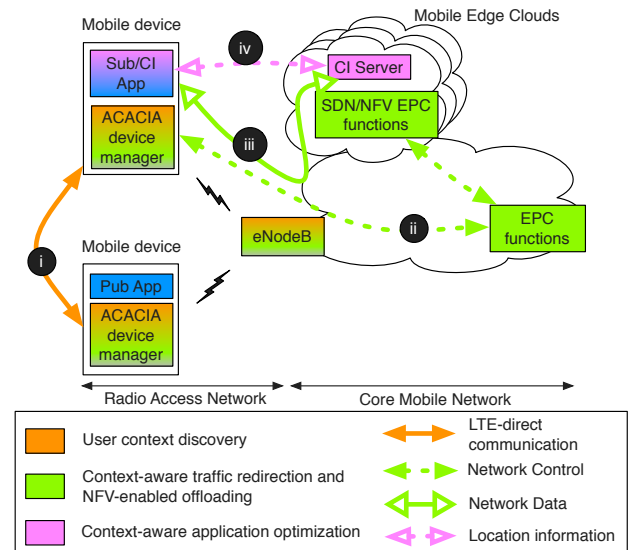 Mobile device
Mobile Edge Clouds
iv
Sub/CI
App
CI Server
SDN/NFV EPC
functions
ACACIA
device
manager
iii
ii
EPC
functions
eNodeB
i
Mobile device
Pub App
ACACIA
device
manager
Radio Access Network
Core Mobile Network
User context discovery
LTE-direct
communication
Context-aware traffic redirection and
NFV-enabled offloading
Network Control
Network Data
Context-aware application optimization
Location information